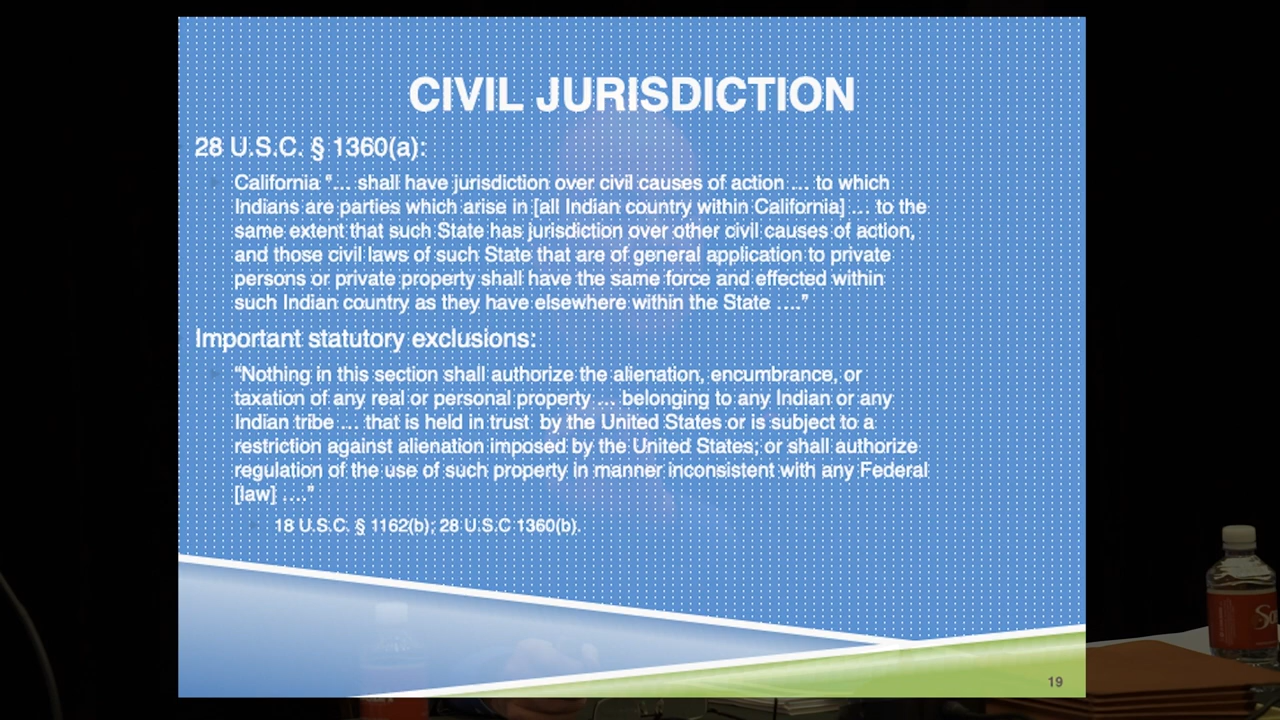 CIVIL JURISDICTION
28 U.S.C. § 1360(a):
California “… shall have jurisdiction over civil causes of action … to which
Indians are parties which arise in [all Indian country within California] … to the
same extent that such State has jurisdiction over other civil causes of action,
and those civil laws of such State that are of general application to private
persons or private property shall have the same force and effected within
such Indian country as they have elsewhere within the State ….”
Important statutory exclusions:
“Nothing in this section shall authorize the alienation, encumbrance, or
taxation of any real or personal property … belonging to any Indian or any
Indian tribe … that is held in trust  by the United States or is subject to a
restriction against alienation imposed by the United States; or shall authorize
regulation of the use of such property in manner inconsistent with any Federal
[law] ….”
18 U.S.C. § 1162(b); 28 U.S.C 1360(b).
19